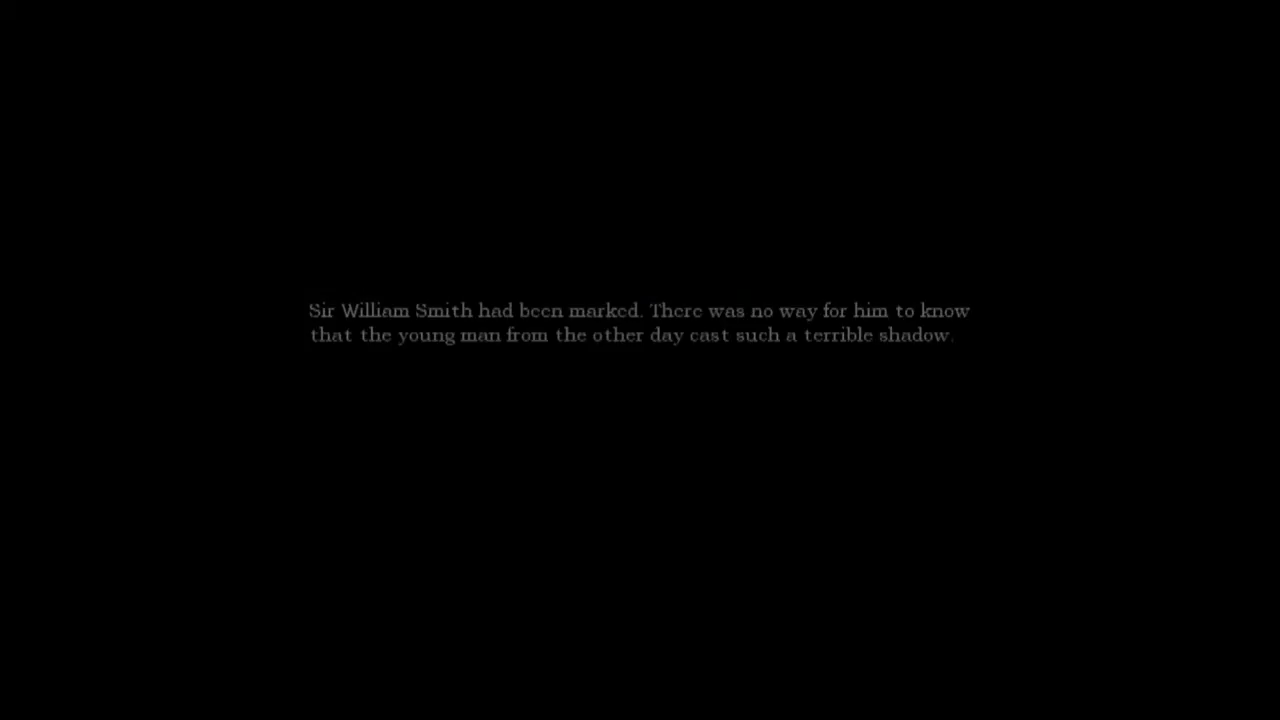 Sir William Smith had been marked. There was no way for him to know
that the young man from the other day cast such a terrible shadow.